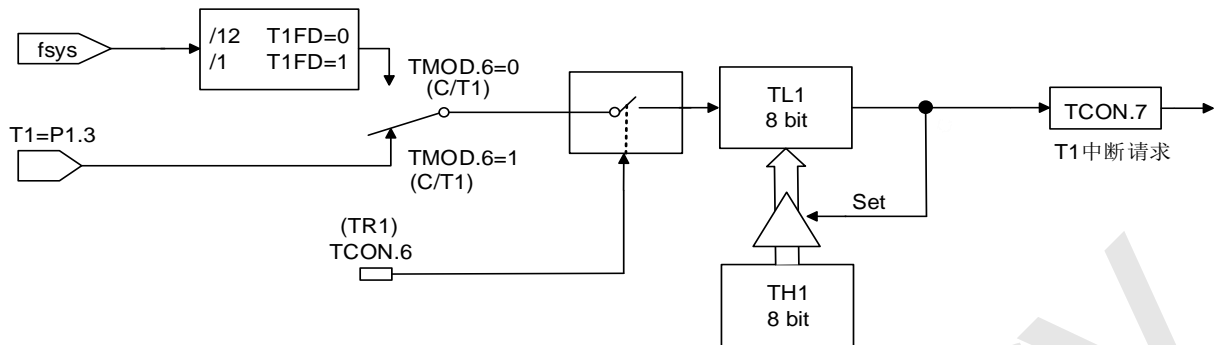 fsys
/12 T1FD=0
/1 T1FD=1
TMOD.6=0
(C/T1)
T1=P1.3
TMOD.6=1
(C/T1)
(TR1)
TCON.6
TL1
8 bit
TCON.7
T1中断请求
Set
TH1
8 bit